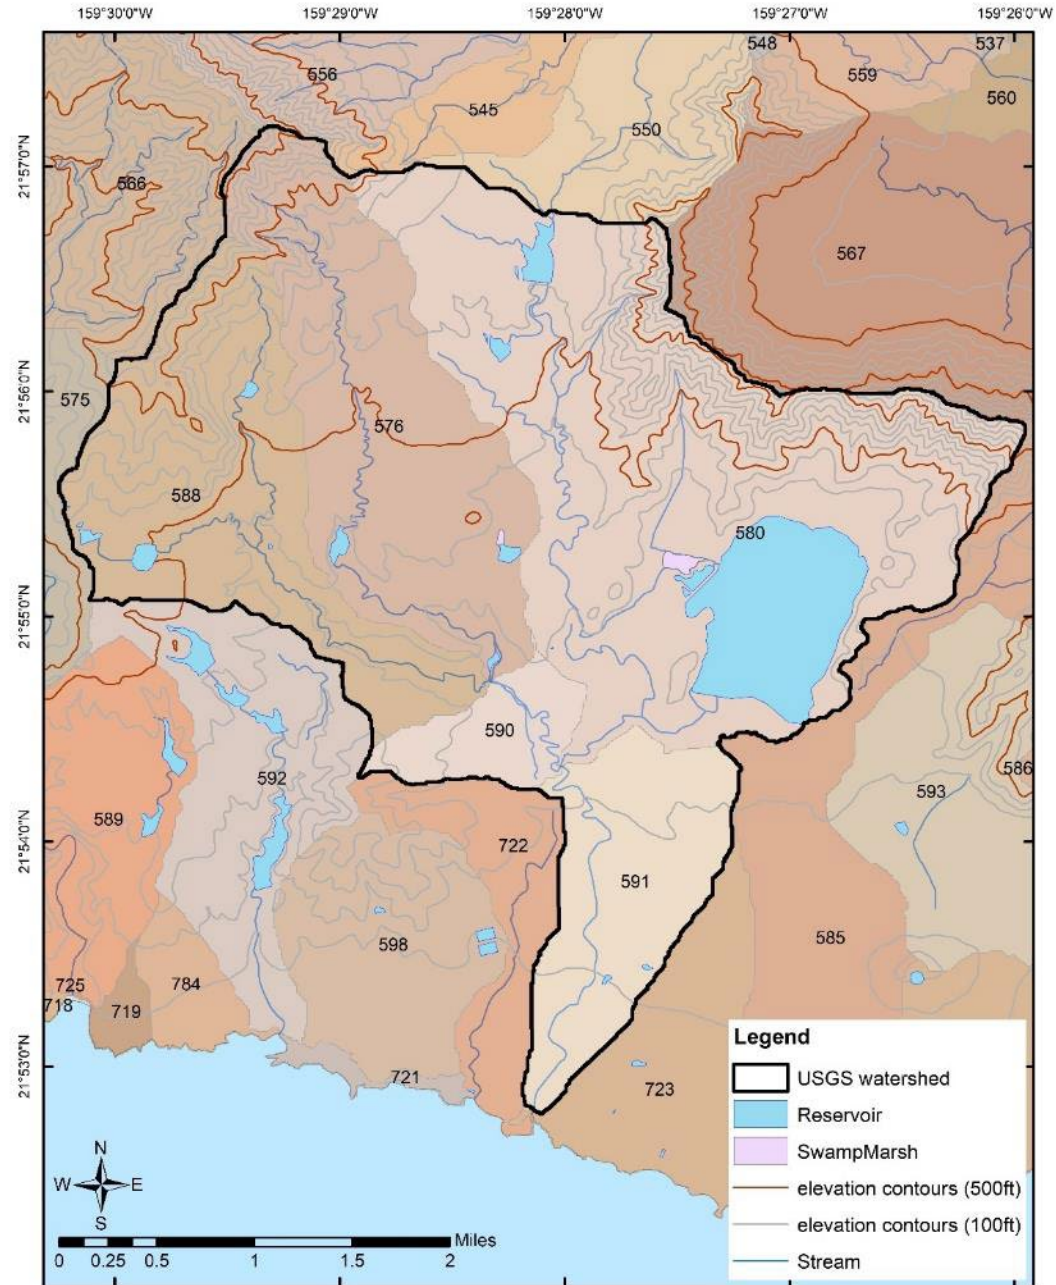 159°30'0"W 159°29'0"W 159°28'0"W 159°27'0"W 159°26'0"W
548 537
556 559
545 560
550
21°57'0"N
566
567
21°56'0"N
575
576
588
580
21°55'0"N
590
592 586
593
589
21°54'0"N
722
591
598 585
725 784
718 719
21°53'0"N
721
723
Legend
USGS watershed
Reservoir
SwampMarsh
elevation contours (500ft)
elevation contours (100ft)
Stream
N
W E
S
Miles
0 0.25 0.5 1 1.5 2